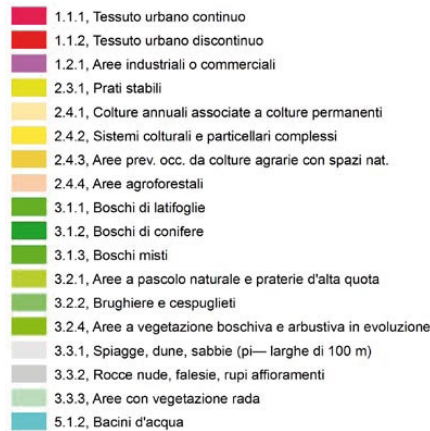 1.1.1, Tessuto urbano continuo
1.1.2, Tessuto urbano discontinuo
1.2.1, Aree industriali o commerciali
2.3.1, Prati stabili
2.4.1, Colture annuali associate a colture permanenti
2.4.2, Sistemi colturali e particellari complessi
2.4.3, Aree prev. occ. da colture agrarie con spazi nat.
2.4.4, Aree agroforestali
3.1.1, Boschi di latifoglie
3.1.2, Boschi di conifere
3.1.3, Boschi misti
3.2.1, Aree a pascolo naturale e praterie d'alta quota
3.2.2, Brughiere e cespuglieti
3.2.4, Aree a vegetazione boschiva e arbustiva in evoluzione
3.3.1, Spiagge, dune, sabbie (pi— larghe di 100 m)
3.3.2, Rocce nude, falesie, rupi affioramenti
3.3.3, Aree con vegetazione rada
5.1.2, Bacini d'acqua